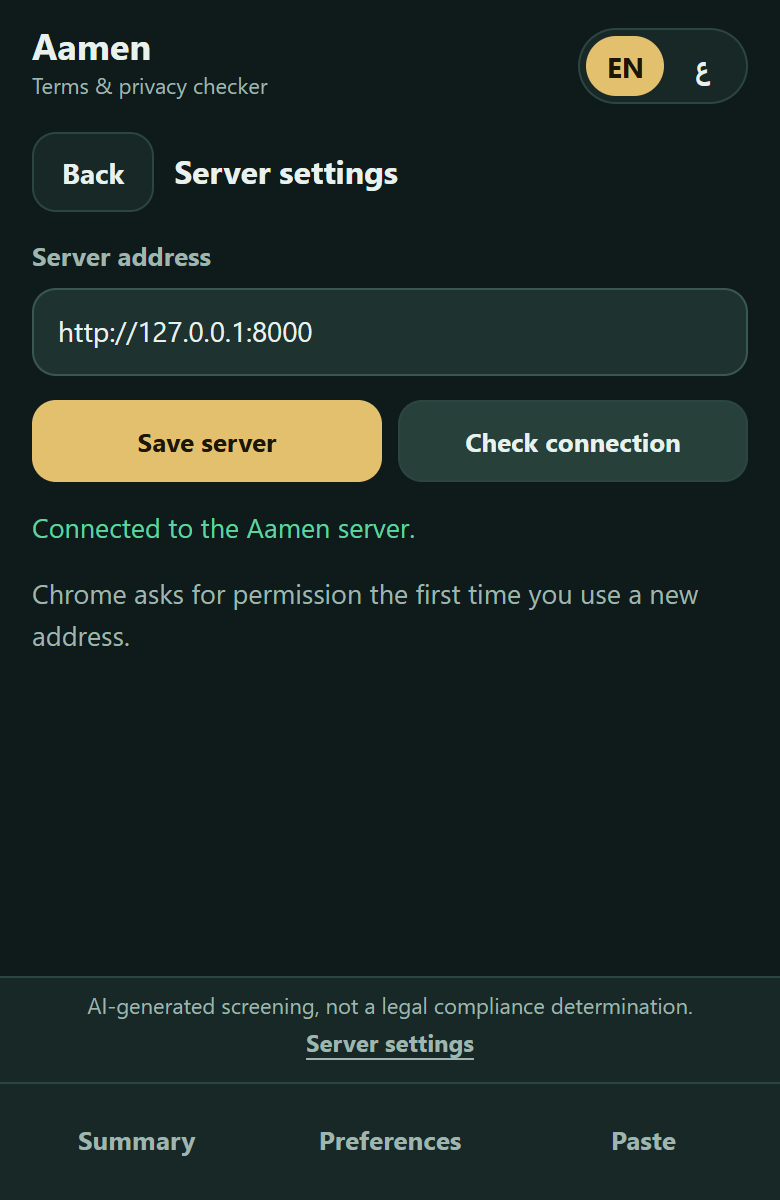 Aamen
Terms & privacy checker
EN
ع
Back
Server settings
Server address
http://127.0.0.1:8000
Save server
Check connection
Connected to the Aamen server.
Chrome asks for permission the first time you use a new
address.
AI-generated screening, not a legal compliance determination.
Server settings
Summary
Preferences
Paste